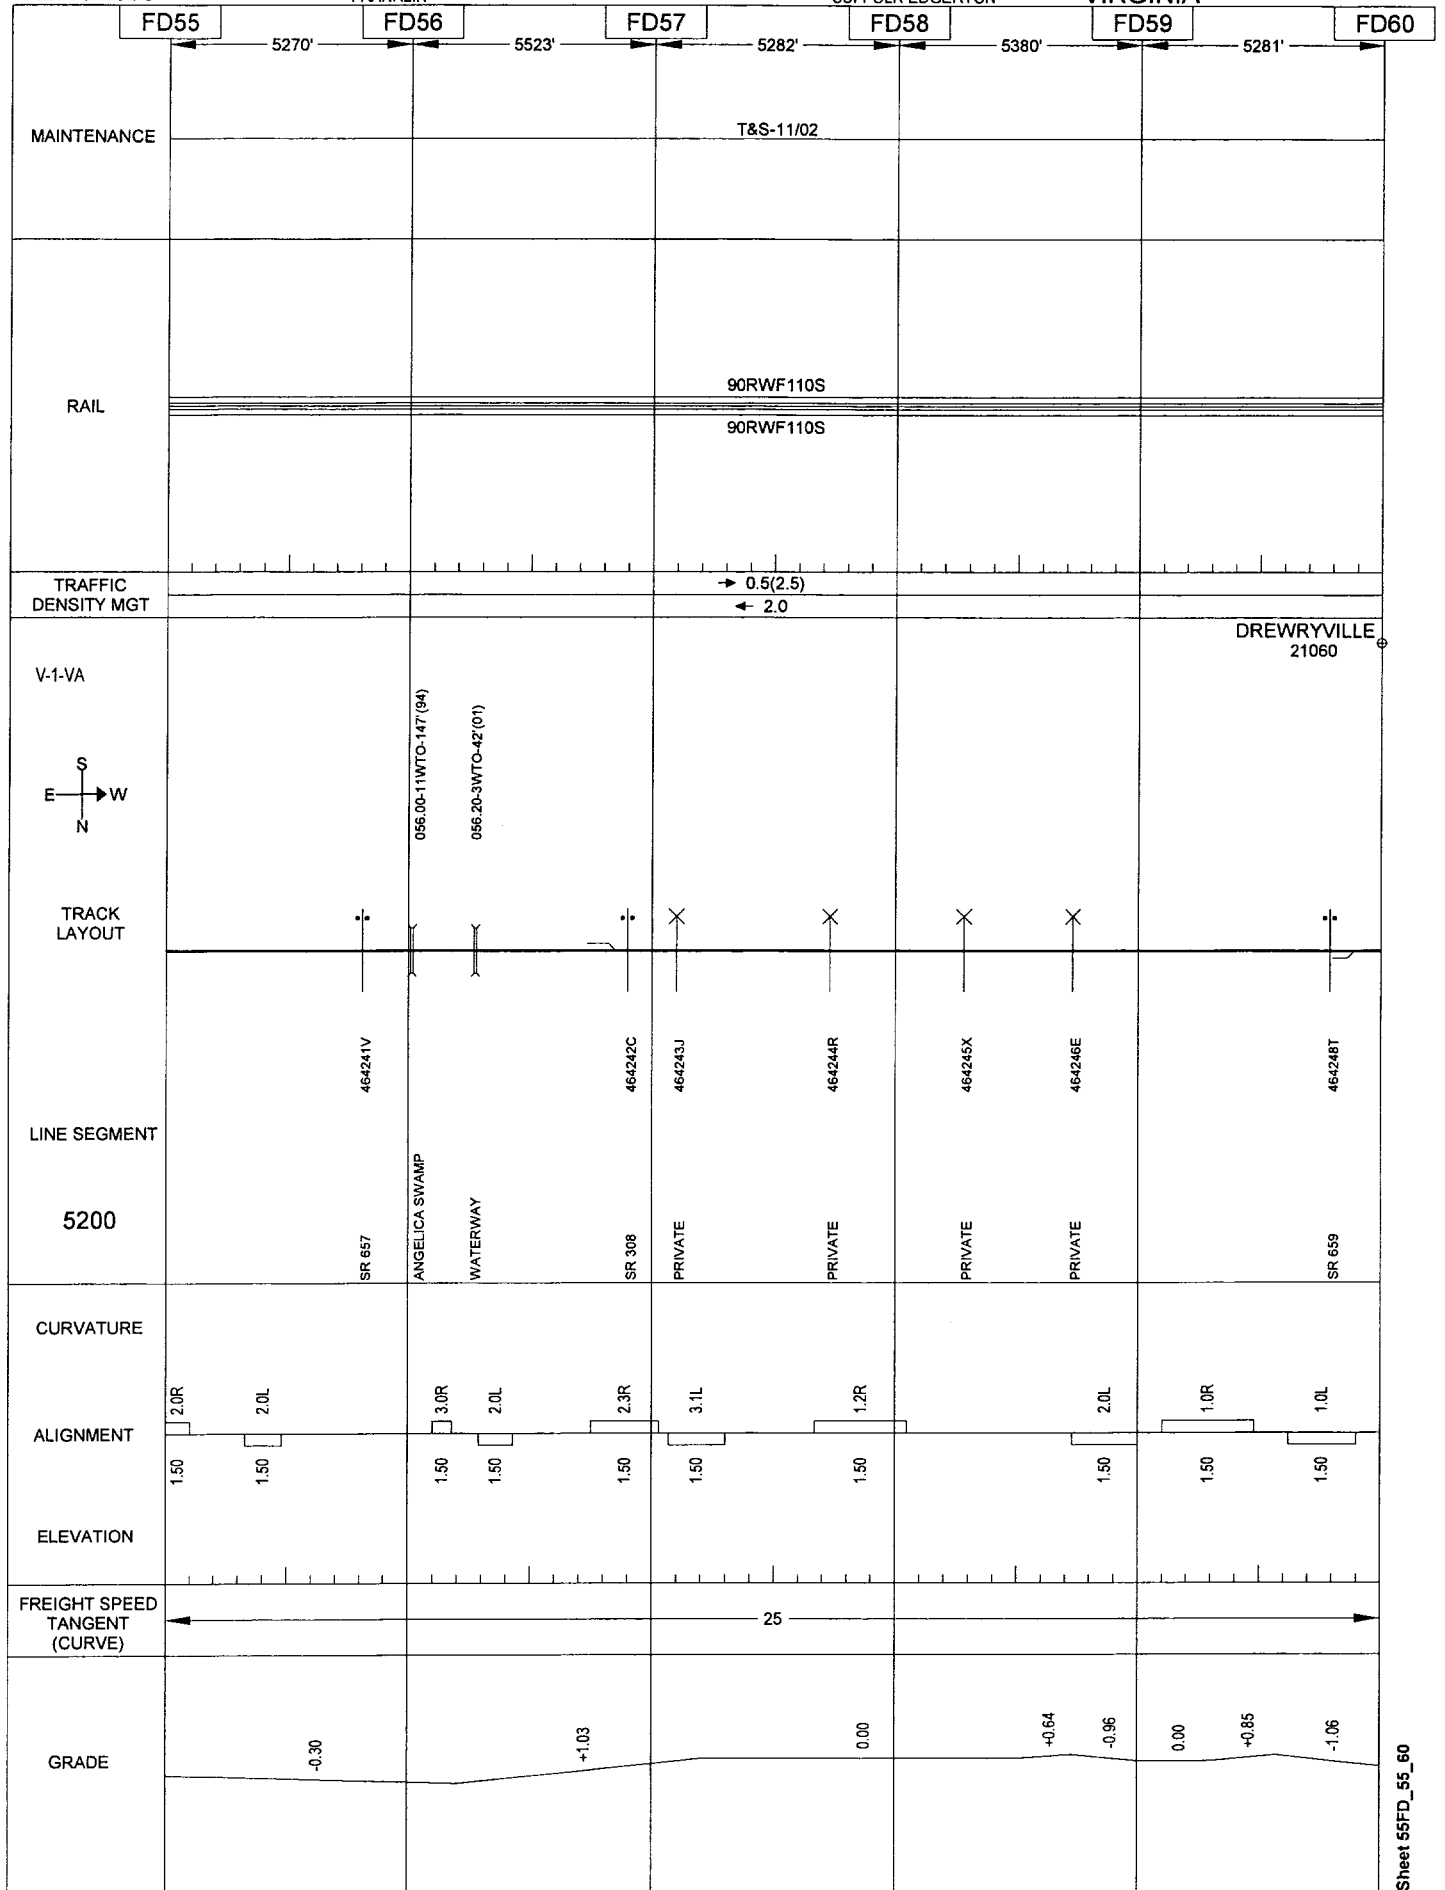 VIRGINIA
FD55 FD56 FD57 FD58 FD59 FD60
5270' 5523' 5282' 5380' 5281'
MAINTENANCE
T&S-11/02
RAIL
90RWF110S
90RWF110S
TRAFFIC
DENSITY MGT
0.5(2.5)
2.0
DREWRYVILLE
21060
V-1-VA
S
E W
N
056.00-11WTO-147'(94)
056.20-3WTO-42'(01)
TRACK
LAYOUT
464241V
464242C
464243J
464244R
464245X
464246E
464248T
LINE SEGMENT
5200
SR 657
ANGELICA SWAMP
WATERWAY
SR 308
PRIVATE
PRIVATE
PRIVATE
PRIVATE
SR 659
CURVATURE
2.0R 2.0L 3.0R 2.0L 2.3R 3.1L 1.2R 2.0L 1.0R 1.0L
ALIGNMENT
1.50 1.50 1.50 1.50 1.50 1.50 1.50 1.50 1.50 1.50
ELEVATION
FREIGHT SPEED
TANGENT
(CURVE)
25
GRADE
-0.30 +1.03 0.00 +0.64 -0.96 0.00 +0.85 -1.06
Sheet 55FD_55_60